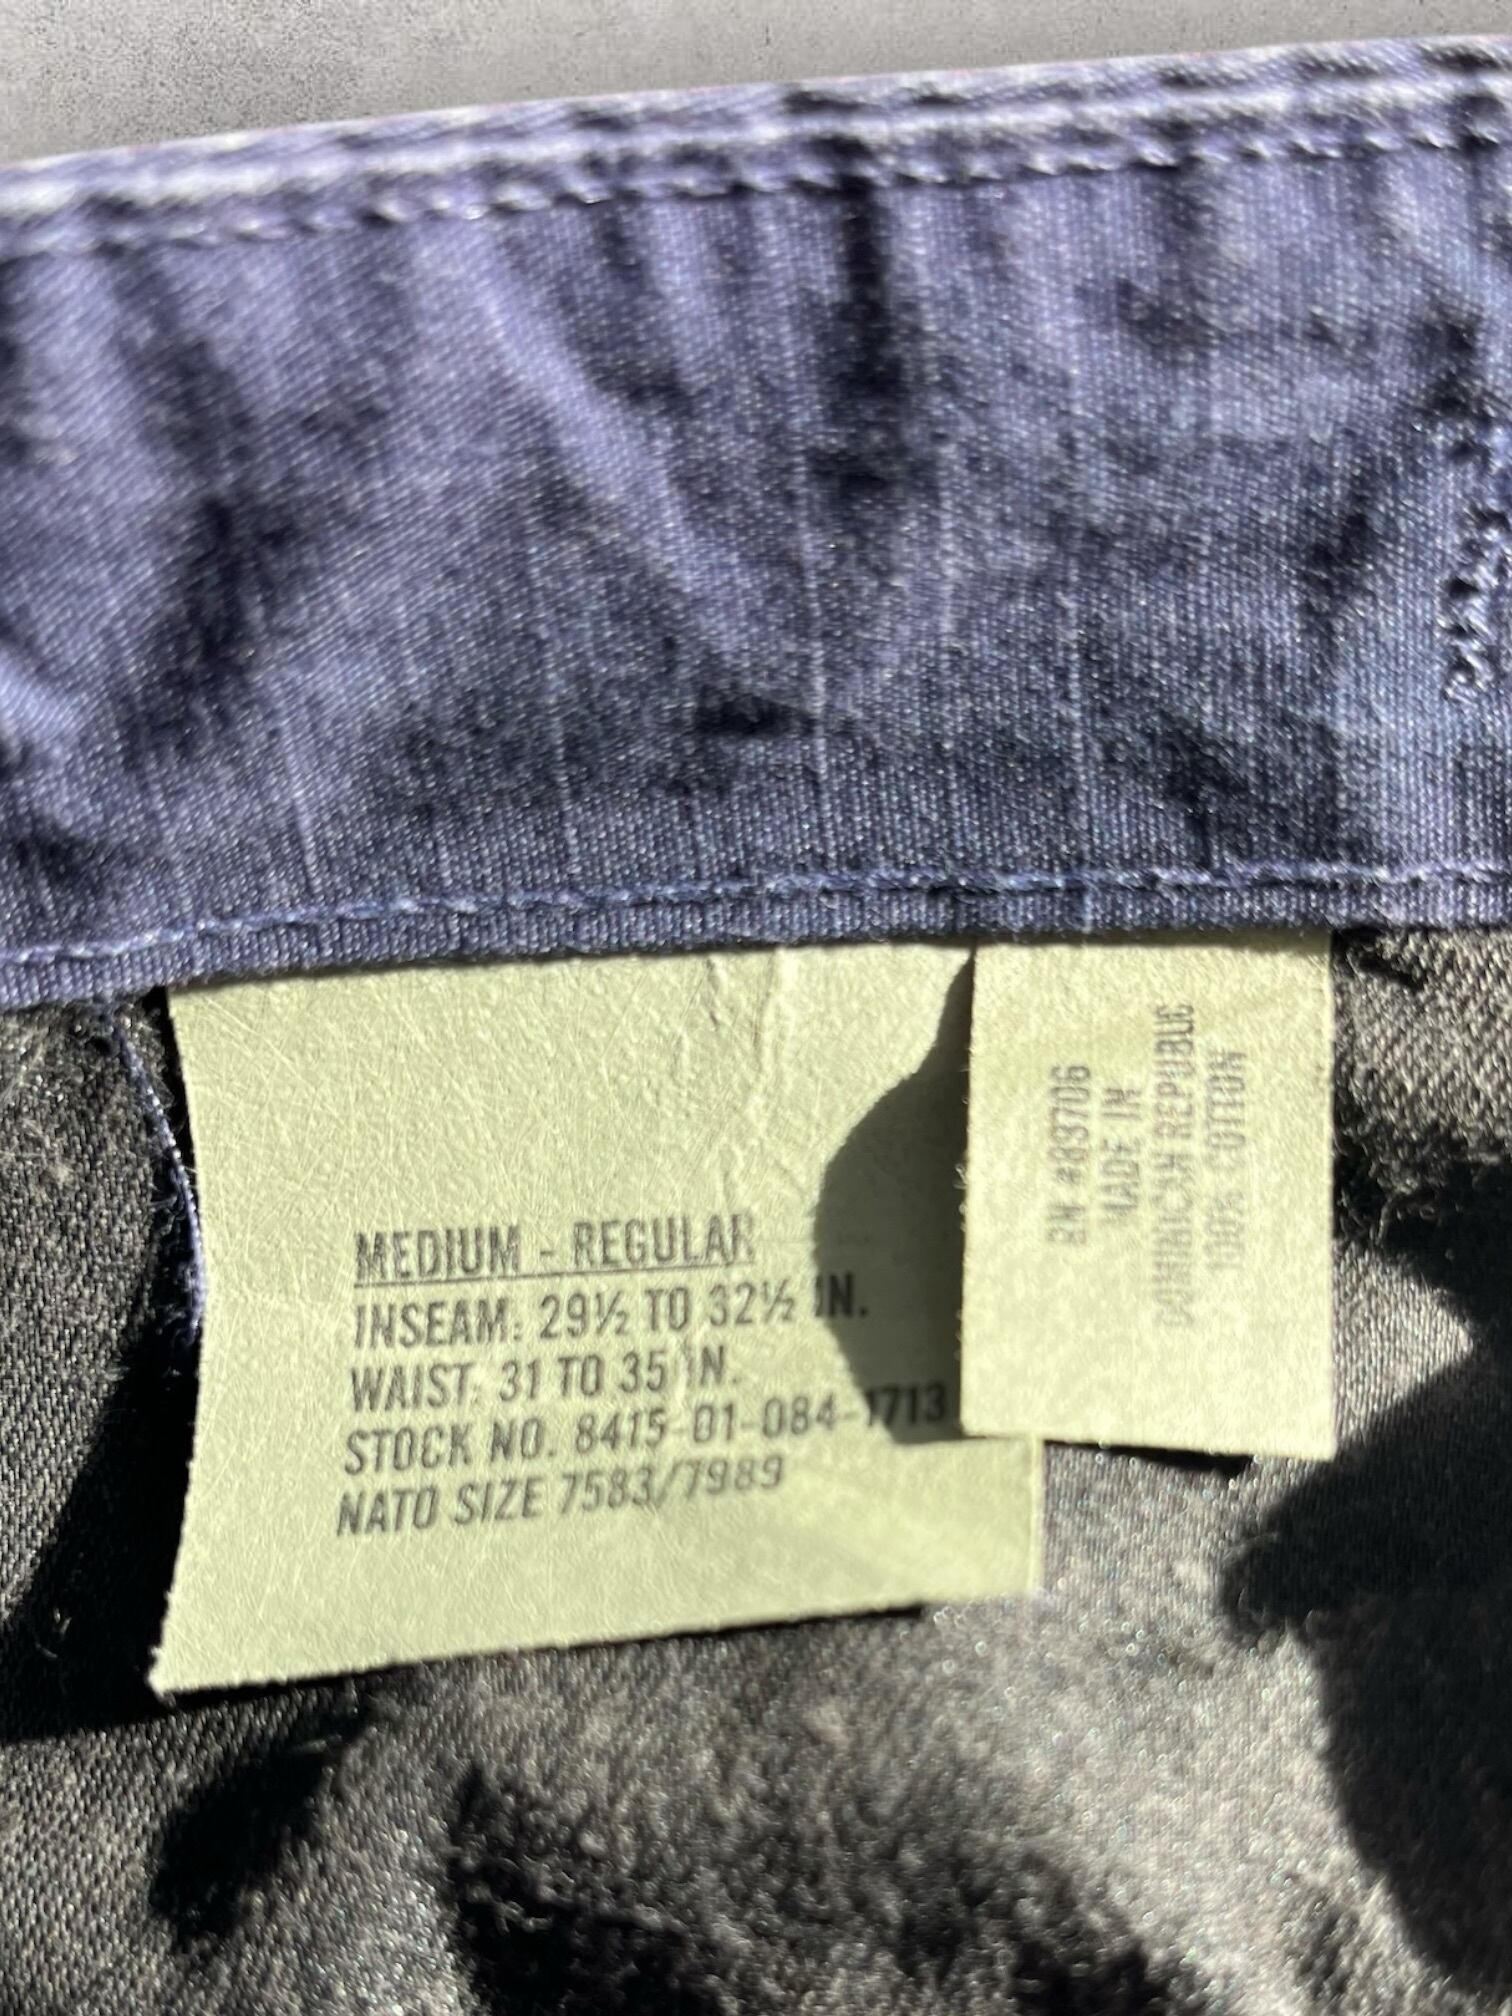 MEDIUM - REGULAR
INSEAM: 29½ TO 32½ IN.
WAIST: 31 TO 35 IN.
STOCK NO. 8415-01-084-1713
NATO SIZE 7583/7989
RN #89706
MADE IN
DOMINICAN REPUBLIC
100% COTTON